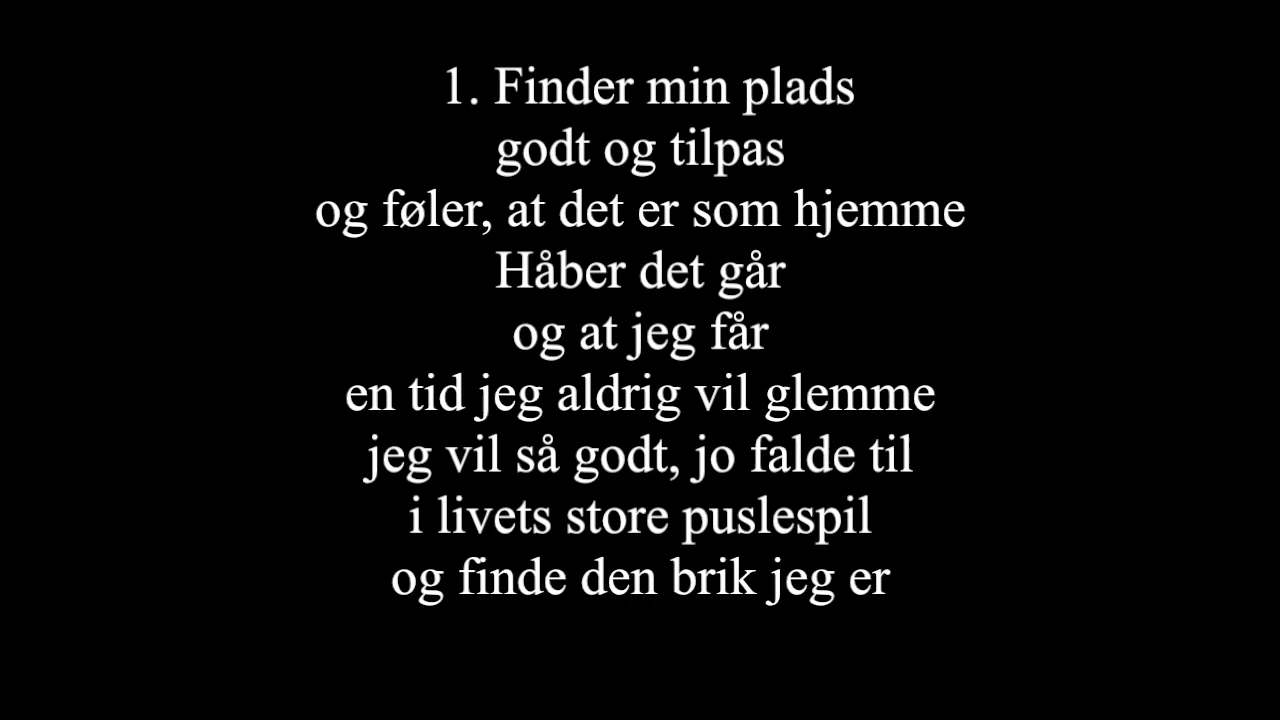 1. Finder min plads
godt og tilpas
og føler, at det er som hjemme
Håber det går
og at jeg får
en tid jeg aldrig vil glemme
jeg vil så godt, jo falde til
i livets store puslespil
og finde den brik jeg er